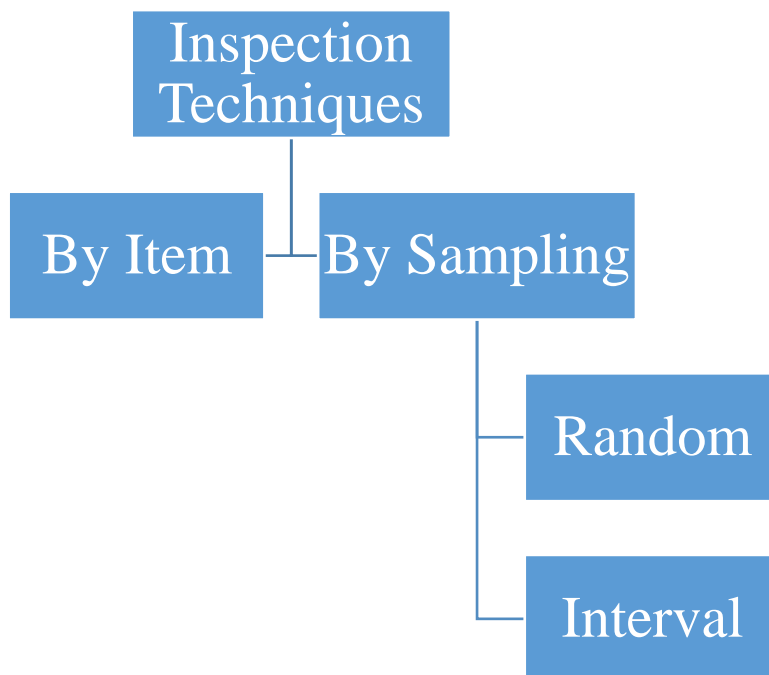 Inspection
Techniques
By Item
By Sampling
Random
Interval